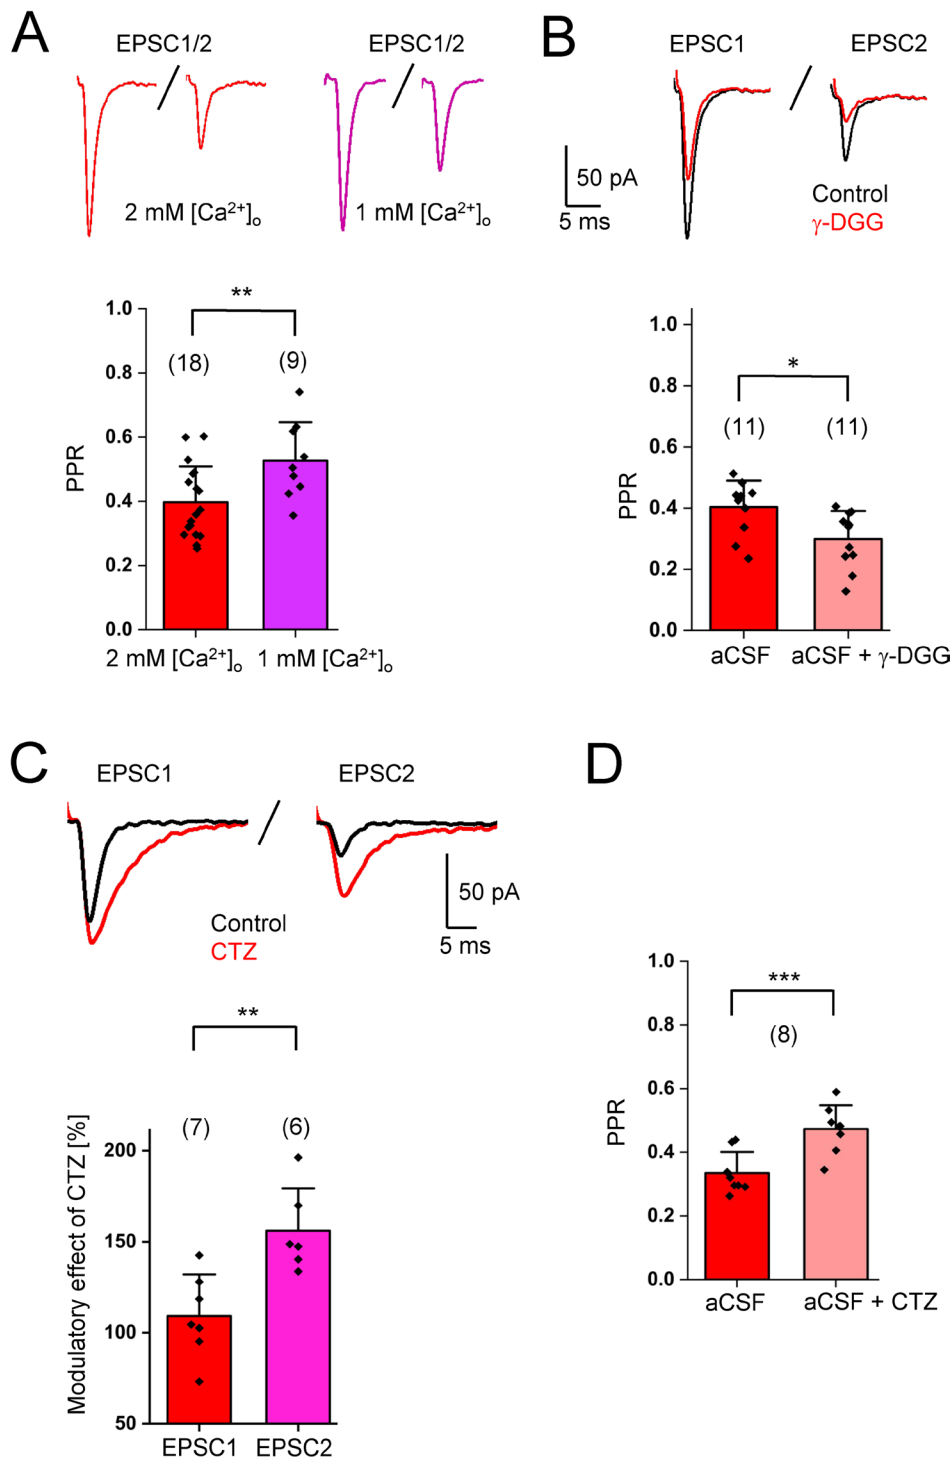 A
EPSC1/2
EPSC1/2
2 mM [Ca²⁺]ₒ
1 mM [Ca²⁺]ₒ
**
(18)
(9)
1.0
0.8
0.6
0.4
0.2
0.0
PPR
2 mM [Ca²⁺]ₒ
1 mM [Ca²⁺]ₒ
B
EPSC1
EPSC2
50 pA
5 ms
Control
γ-DGG
*
(11)
(11)
1.0
0.8
0.6
0.4
0.2
0.0
PPR
aCSF
aCSF + γ-DGG
C
EPSC1
EPSC2
50 pA
5 ms
Control
CTZ
**
(7)
(6)
200
150
100
50
Modulatory effect of CTZ [%]
EPSC1
EPSC2
D
***
(8)
1.0
0.8
0.6
0.4
0.2
0.0
PPR
aCSF
aCSF + CTZ